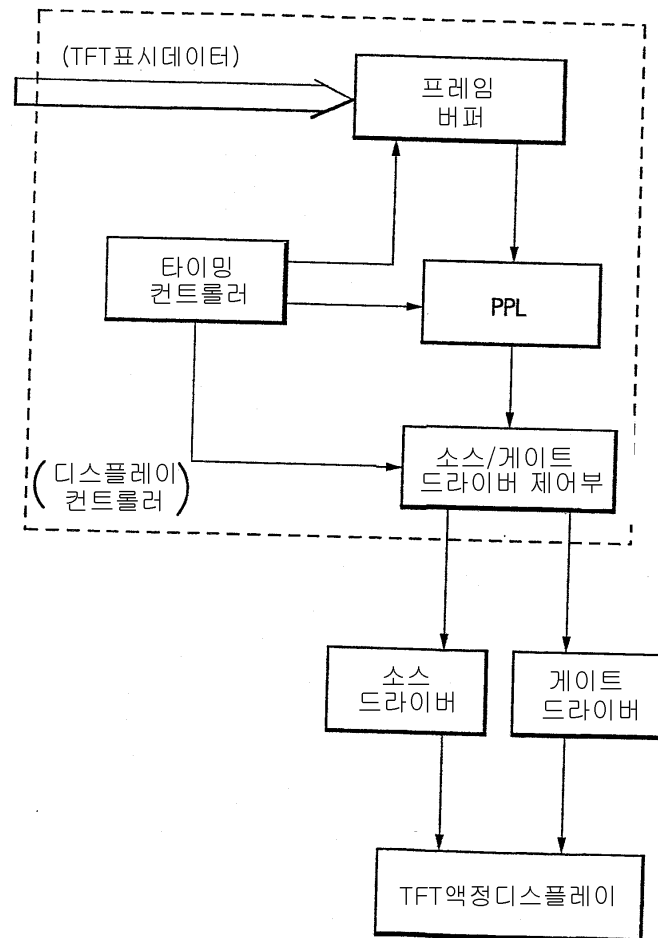 (TFT표시데이터)
프레임
버퍼
타이밍
컨트롤러
PPL
소스/게이트
드라이버 제어부
(디스플레이
컨트롤러)
소스
드라이버
게이트
드라이버
TFT액정디스플레이